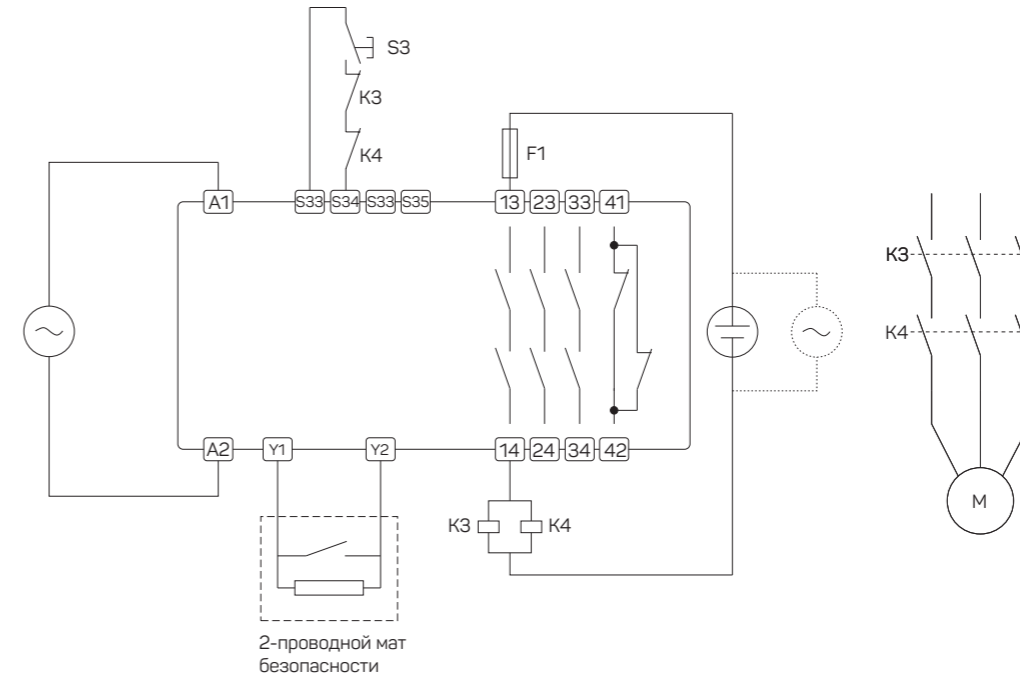 S3
K3
K4
F1
A1
S33
S34
S33
S35
13
23
33
41
K3
K4
A2
Y1
Y2
14
24
34
42
K3
K4
M
2-проводной мат
безопасности